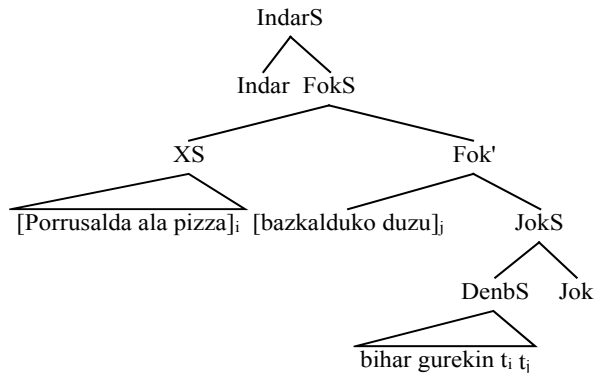 IndarS
Indar FokS
XS Fok'
[Porrusalda ala pizza]ᵢ [bazkalduko duzu]ⱼ JokS
DenbS Jok
bihar gurekin tᵢ tⱼ